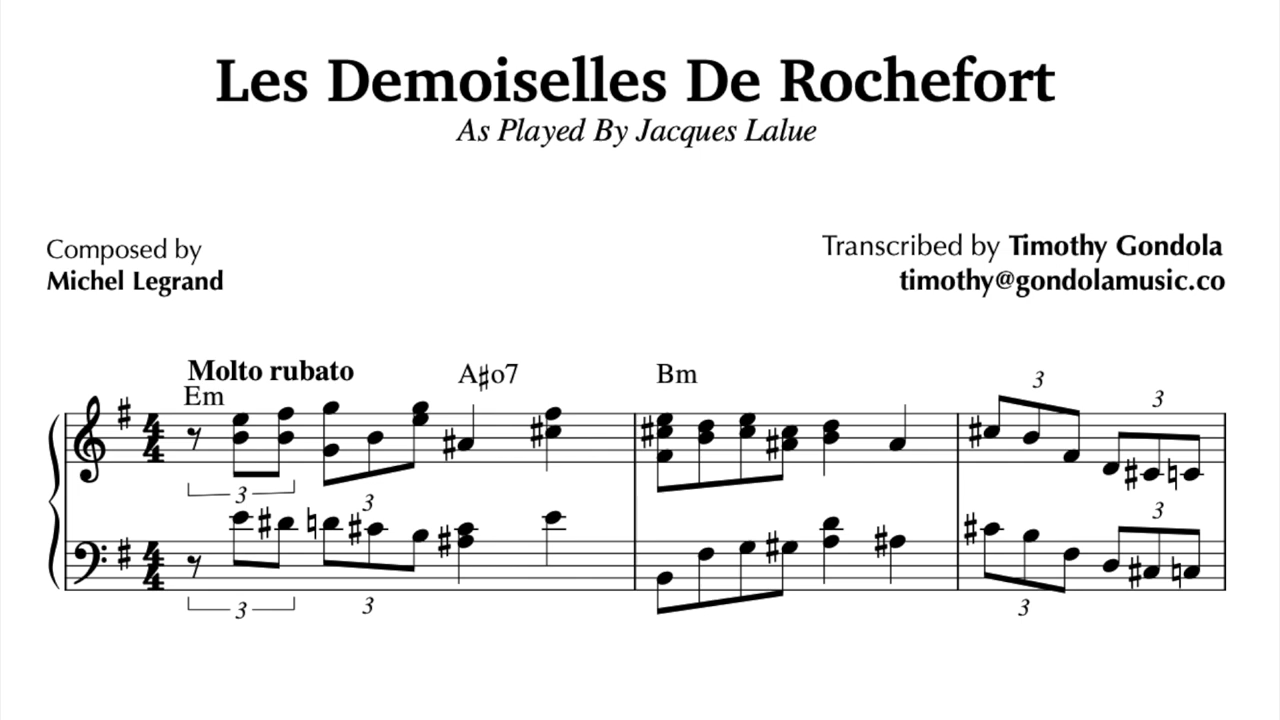 Les Demoiselles De Rochefort
As Played By Jacques Lalue
Composed by
Michel Legrand
Transcribed by Timothy Gondola
timothy@gondolamusic.co
Molto rubato
Em A♯o7 Bm
3 3
3 3
3
3 3 3